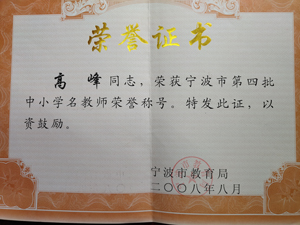 荣誉证书
高 峰同志，荣获宁波市第四批
中小学名教师荣誉称号。特发此证，以
资鼓励。
宁波市教育局
二〇〇八年八月